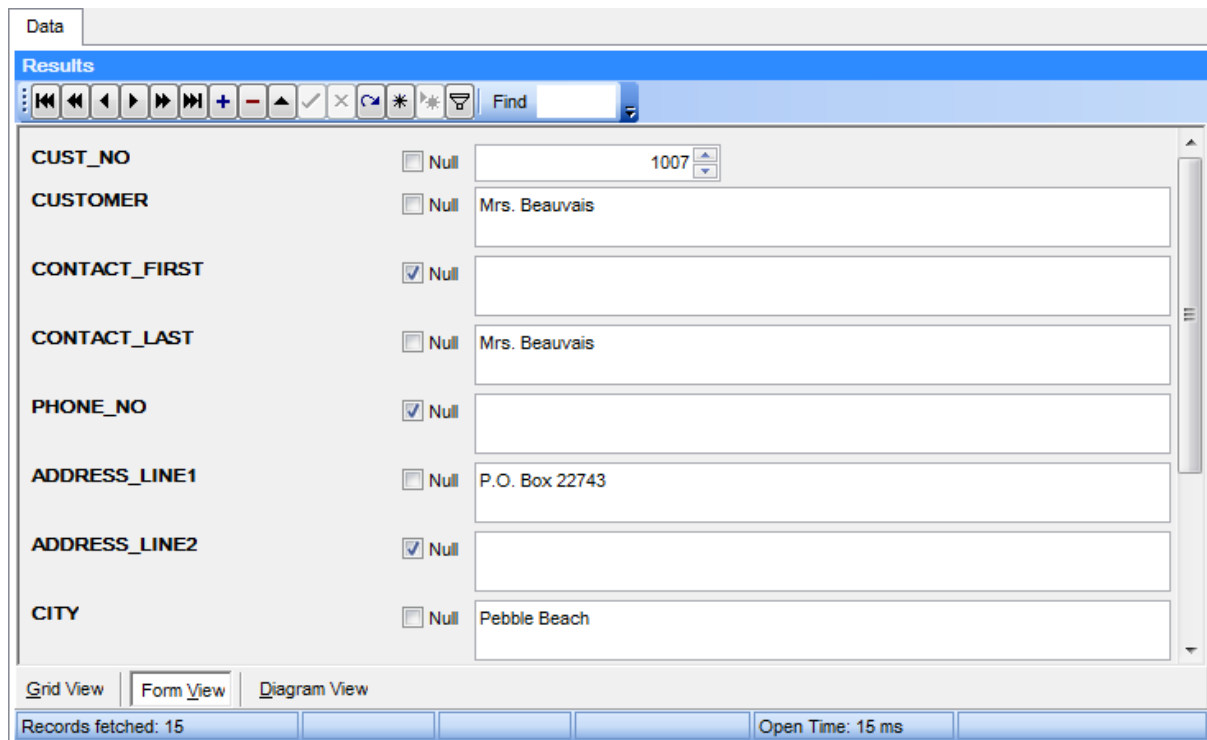 Data
Results
Find
CUST_NO Null 1007
CUSTOMER Null Mrs. Beauvais
CONTACT_FIRST Null
CONTACT_LAST Null Mrs. Beauvais
PHONE_NO Null
ADDRESS_LINE1 Null P.O. Box 22743
ADDRESS_LINE2 Null
CITY Null Pebble Beach
Grid View Form View Diagram View
Records fetched: 15 Open Time: 15 ms